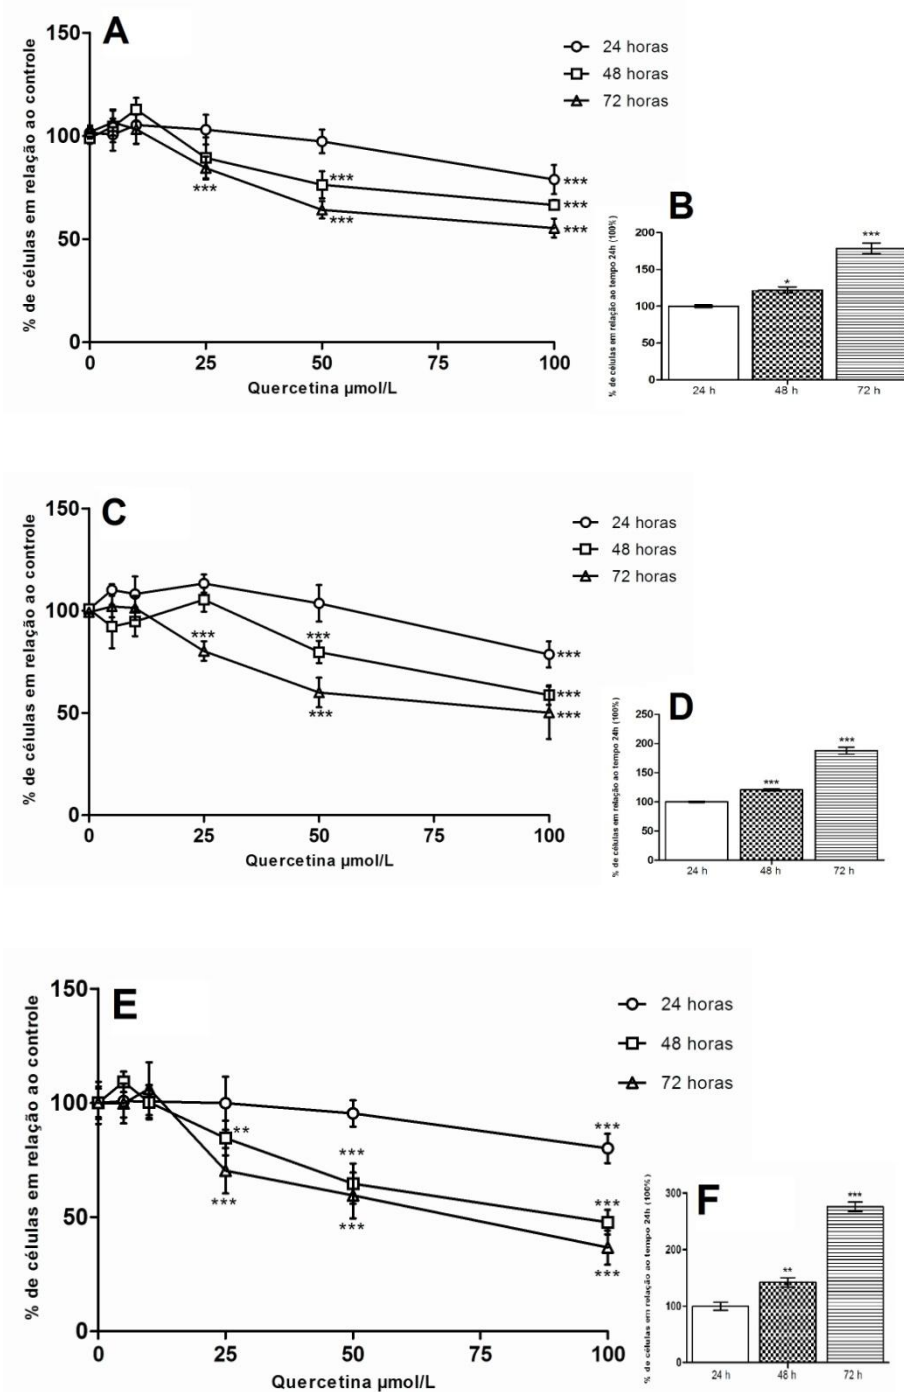 A
150
100
50
0
% de células em relação ao controle
24 horas
48 horas
72 horas
***
***
***
***
***
***
0
25
50
75
100
Quercetina µmol/L
B
% de células em relação ao tempo 24h (100%)
200
150
100
50
0
*
***
24 h
48 h
72 h
C
150
100
50
0
% de células em relação ao controle
24 horas
48 horas
72 horas
***
***
***
***
***
***
0
25
50
75
100
Quercetina µmol/L
D
% de células em relação ao tempo 24h (100%)
250
200
150
100
50
0
***
***
24 h
48 h
72 h
E
150
100
50
0
% de células em relação ao controle
24 horas
48 horas
72 horas
**
***
***
***
***
***
***
0
25
50
75
100
Quercetina µmol/L
F
% de células em relação ao tempo 24h (100%)
300
200
100
0
**
***
24 h
48 h
72 h